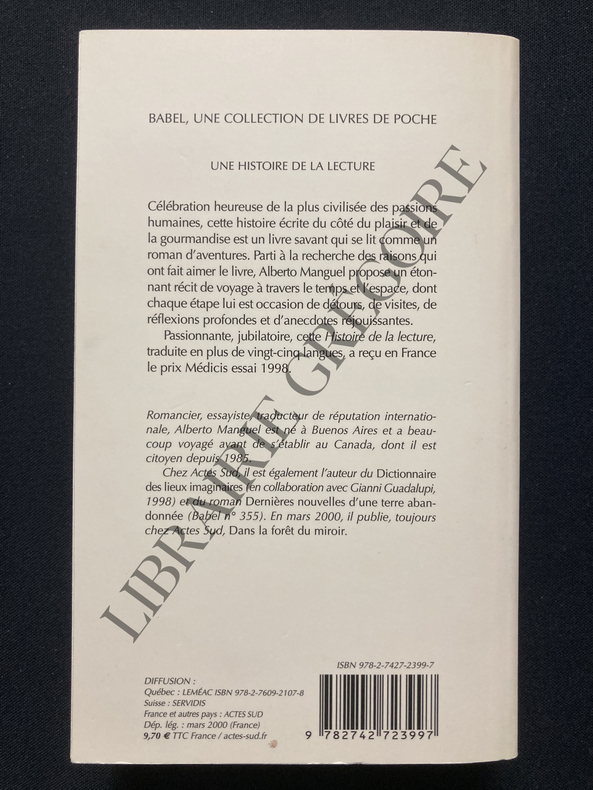 BABEL, UNE COLLECTION DE LIVRES DE POCHE
UNE HISTOIRE DE LA LECTURE
Célébration heureuse de la plus civilisée des passions
humaines, cette histoire écrite du côté du plaisir et de
la gourmandise est un livre savant qui se lit comme un
roman d'aventures. Parti à la recherche des raisons qui
ont fait aimer le livre, Alberto Manguel propose un éton-
nant récit de voyage à travers le temps et l'espace, dont
chaque étape lui est occasion de détours, de visites, de
réflexions profondes et d'anecdotes réjouissantes.
Passionnante, jubilatoire, cette Histoire de la lecture,
traduite en plus de vingt-cinq langues, a reçu en France
le prix Médicis essai 1998.
Romancier, essayiste, traducteur de réputation internatio-
nale, Alberto Manguel est né à Buenos Aires et a beau-
coup voyagé avant de s'établir au Canada, dont il est
citoyen depuis 1985.
Chez Actes Sud, il est également l'auteur du Dictionnaire
des lieux imaginaires (en collaboration avec Gianni Guadalupi,
1998) et du roman Dernières nouvelles d'une terre aban-
donnée (Babel n° 355). En mars 2000, il publie, toujours
chez Actes Sud, Dans la forêt du miroir.
LIBRAIRIE GRÉGOIRE
ISBN 978-2-7427-2399-7
DIFFUSION :
Québec : LEMÉAC ISBN 978-2-7609-2107-8
Suisse : SERVIDIS
France et autres pays : ACTES SUD
Dép. lég. : mars 2000 (France)
9,70 € TTC France / actes-sud.fr
9 782742 723997